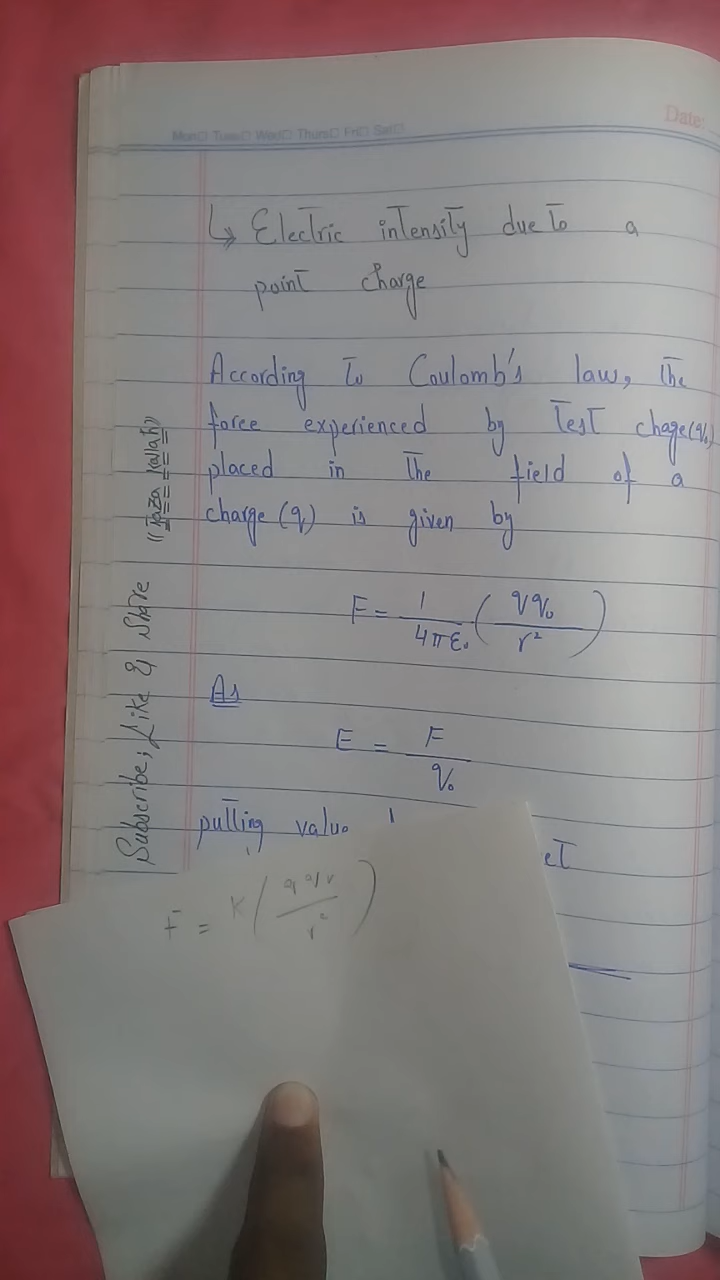 Mon□ Tues□ Wed□ Thurs□ Fri□ Sat□
Date:
↳ Electric intensity due to a
point charge
According to Coulomb's law, the
force experienced by Test chage(q₀)
placed in the field of a
charge (q) is given by
F = 1/4πε₀ (qq₀/r²)
As
E = F/q₀
putting value
et
F = K( /r²)
Subscribe, Like & Share